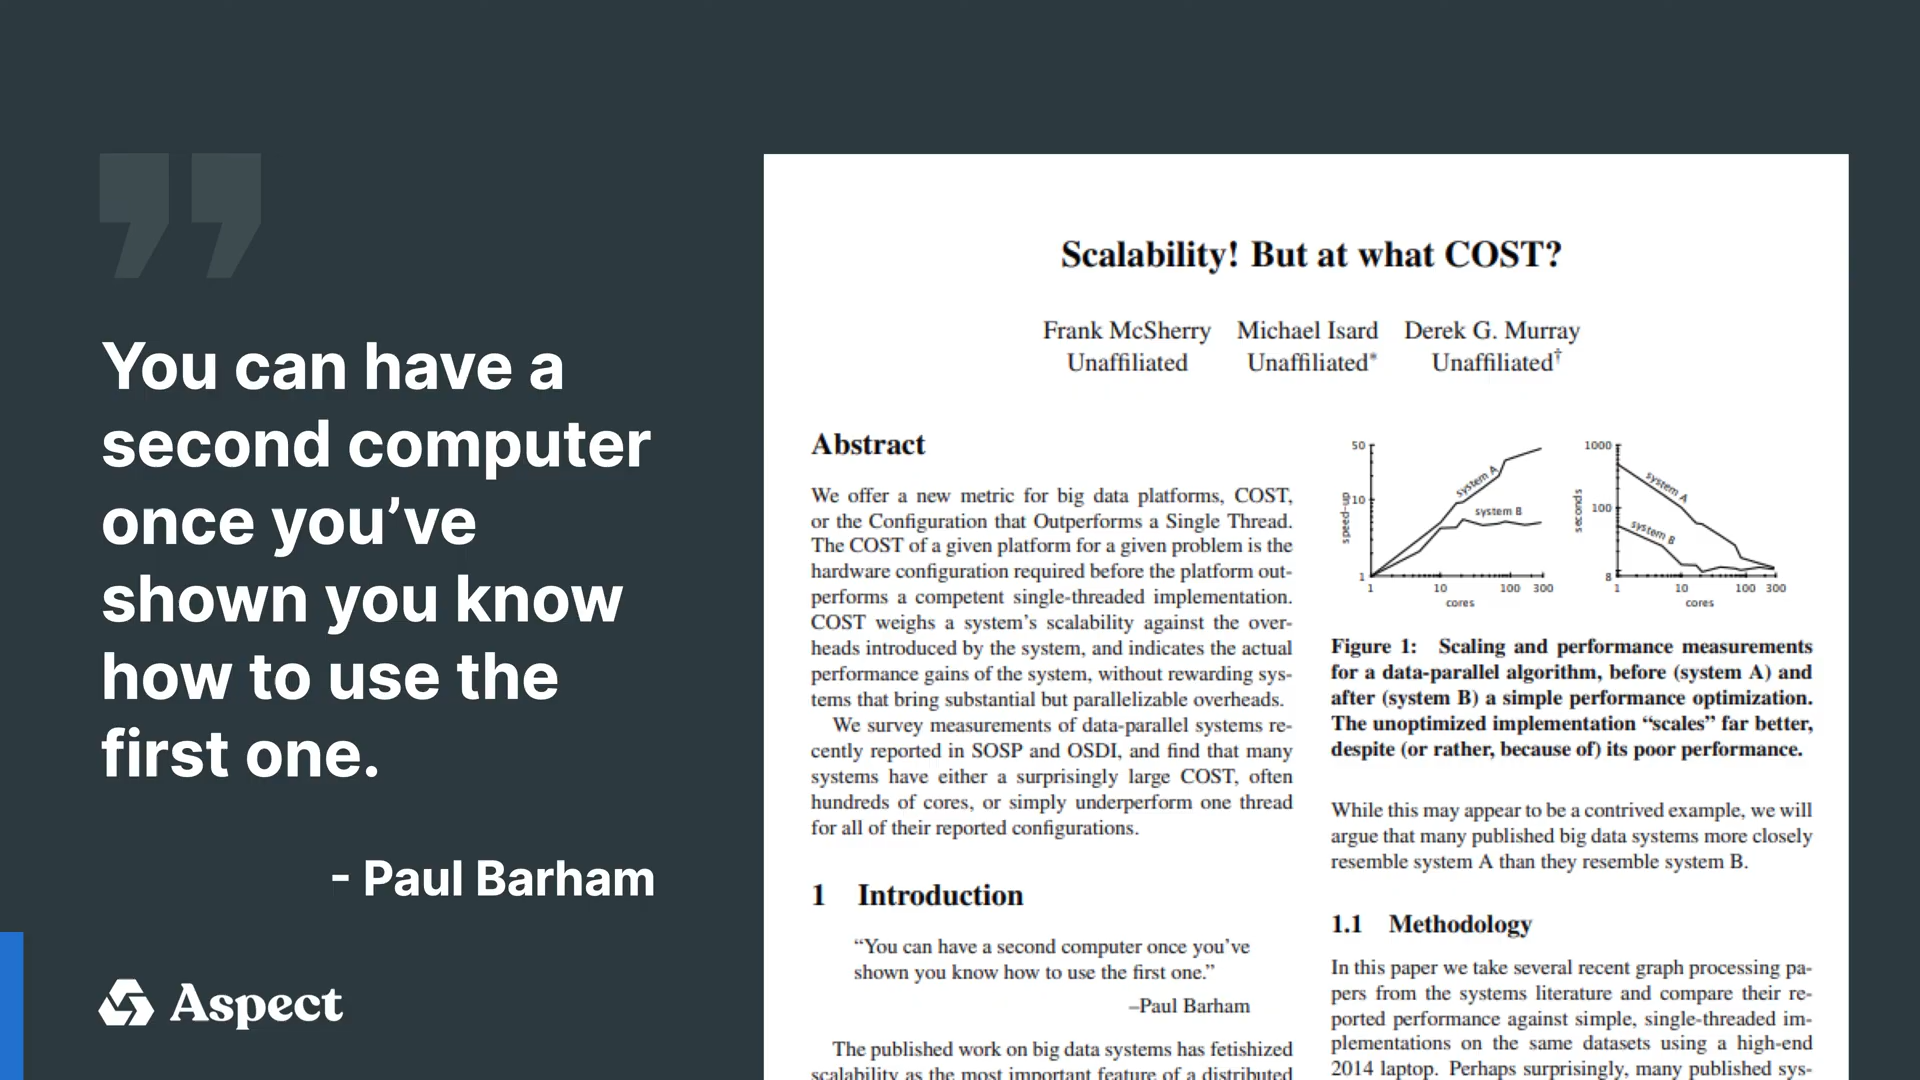 You can have a
second computer
once you’ve
shown you know
how to use the
first one.
- Paul Barham
Aspect
Scalability! But at what COST?
Frank McSherry Michael Isard Derek G. Murray
Unaffiliated Unaffiliated* Unaffiliated†
Abstract
We offer a new metric for big data platforms, COST,
or the Configuration that Outperforms a Single Thread.
The COST of a given platform for a given problem is the
hardware configuration required before the platform out-
performs a competent single-threaded implementation.
COST weighs a system’s scalability against the over-
heads introduced by the system, and indicates the actual
performance gains of the system, without rewarding sys-
tems that bring substantial but parallelizable overheads.
We survey measurements of data-parallel systems re-
cently reported in SOSP and OSDI, and find that many
systems have either a surprisingly large COST, often
hundreds of cores, or simply underperform one thread
for all of their reported configurations.
1 Introduction
“You can have a second computer once you’ve
shown you know how to use the first one.”
–Paul Barham
The published work on big data systems has fetishized
scalability as the most important feature of a distributed
50
10
1
speed-up
system A
system B
1 10 100 300
cores
1000
100
8
seconds
system A
system B
1 10 100 300
cores
Figure 1: Scaling and performance measurements
for a data-parallel algorithm, before (system A) and
after (system B) a simple performance optimization.
The unoptimized implementation “scales” far better,
despite (or rather, because of) its poor performance.
While this may appear to be a contrived example, we will
argue that many published big data systems more closely
resemble system A than they resemble system B.
1.1 Methodology
In this paper we take several recent graph processing pa-
pers from the systems literature and compare their re-
ported performance against simple, single-threaded im-
plementations on the same datasets using a high-end
2014 laptop. Perhaps surprisingly, many published sys-